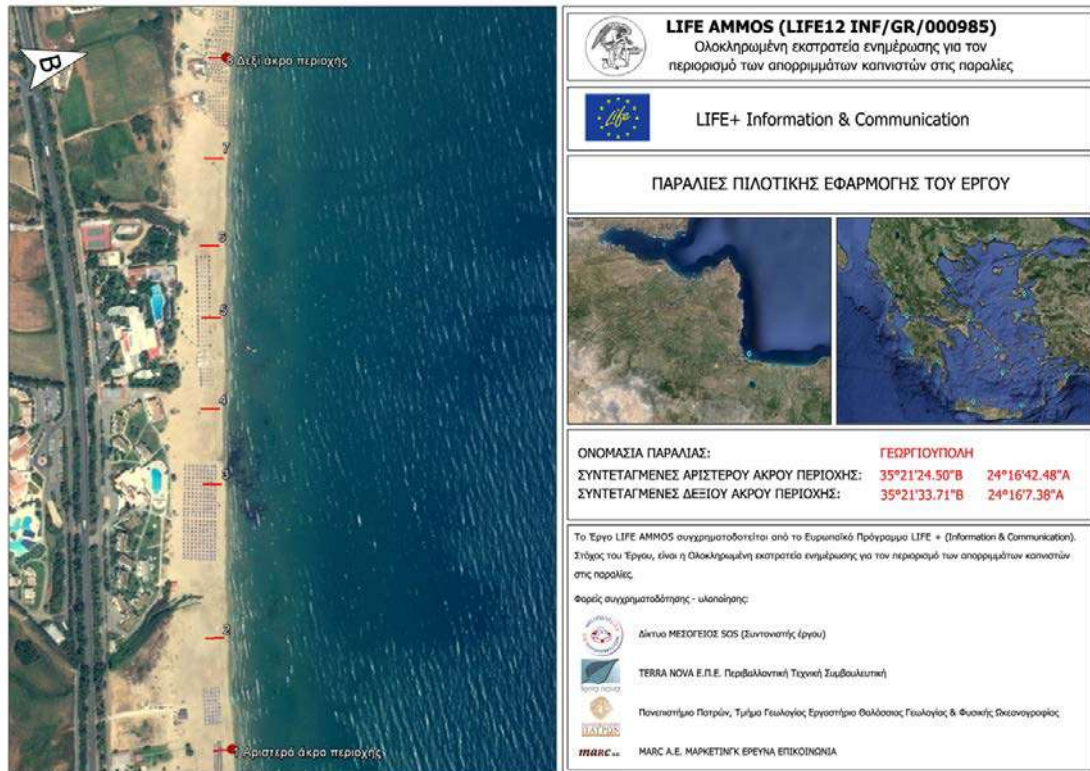 B
8 Δεξί άκρο περιοχής
7
6
5
4
3
2
Αριστερό άκρο περιοχής
LIFE AMMOS (LIFE12 INF/GR/000985)
Ολοκληρωμένη εκστρατεία ενημέρωσης για τον
περιορισμό των απορριμμάτων καπνιστών στις παραλίες
Life
LIFE+ Information & Communication
ΠΑΡΑΛΙΕΣ ΠΙΛΟΤΙΚΗΣ ΕΦΑΡΜΟΓΗΣ ΤΟΥ ΕΡΓΟΥ
ΟΝΟΜΑΣΙΑ ΠΑΡΑΛΙΑΣ: ΓΕΩΡΓΙΟΥΠΟΛΗ
ΣΥΝΤΕΤΑΓΜΕΝΕΣ ΑΡΙΣΤΕΡΟΥ ΑΚΡΟΥ ΠΕΡΙΟΧΗΣ: 35°21'24.50"B 24°16'42.48"A
ΣΥΝΤΕΤΑΓΜΕΝΕΣ ΔΕΞΙΟΥ ΑΚΡΟΥ ΠΕΡΙΟΧΗΣ: 35°21'33.71"B 24°16'7.38"A
Το Έργο LIFE AMMOS συγχρηματοδοτείται από το Ευρωπαϊκό Πρόγραμμα LIFE + (Information & Communication).
Στόχος του Έργου, είναι η Ολοκληρωμένη εκστρατεία ενημέρωσης για τον περιορισμό των απορριμμάτων καπνιστών
στις παραλίες.
Φορείς συγχρηματοδότησης - υλοποίησης:
Δίκτυο ΜΕΣΟΓΕΙΟΣ SOS (Συντονιστής έργου)
terra nova
TERRA NOVA Ε.Π.Ε. Περιβαλλοντική Τεχνική Συμβουλευτική
ΠΑΤΡΩΝ
Πανεπιστήμιο Πατρών, Τμήμα Γεωλογίας Εργαστήριο Θαλάσσιας Γεωλογίας & Φυσικής Ωκεανογραφίας
marc
MARC A.E. ΜΑΡΚΕΤΙΝΓΚ ΕΡΕΥΝΑ ΕΠΙΚΟΙΝΩΝΙΑ